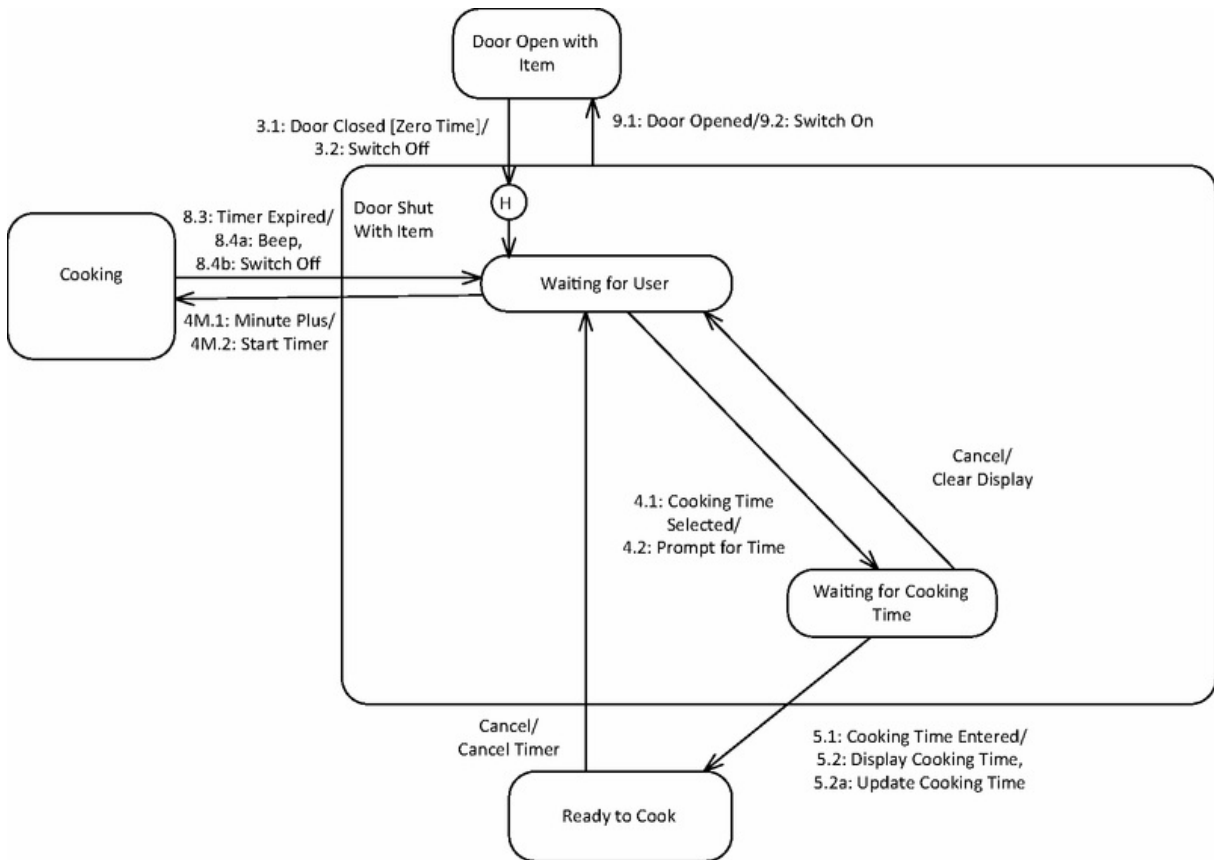 Door Open with
Item
3.1: Door Closed [Zero Time]/
3.2: Switch Off
9.1: Door Opened/9.2: Switch On
H
Door Shut
With Item
8.3: Timer Expired/
8.4a: Beep,
8.4b: Switch Off
Cooking
Waiting for User
4M.1: Minute Plus/
4M.2: Start Timer
Cancel/
Clear Display
4.1: Cooking Time
Selected/
4.2: Prompt for Time
Waiting for Cooking
Time
Cancel/
Cancel Timer
5.1: Cooking Time Entered/
5.2: Display Cooking Time,
5.2a: Update Cooking Time
Ready to Cook